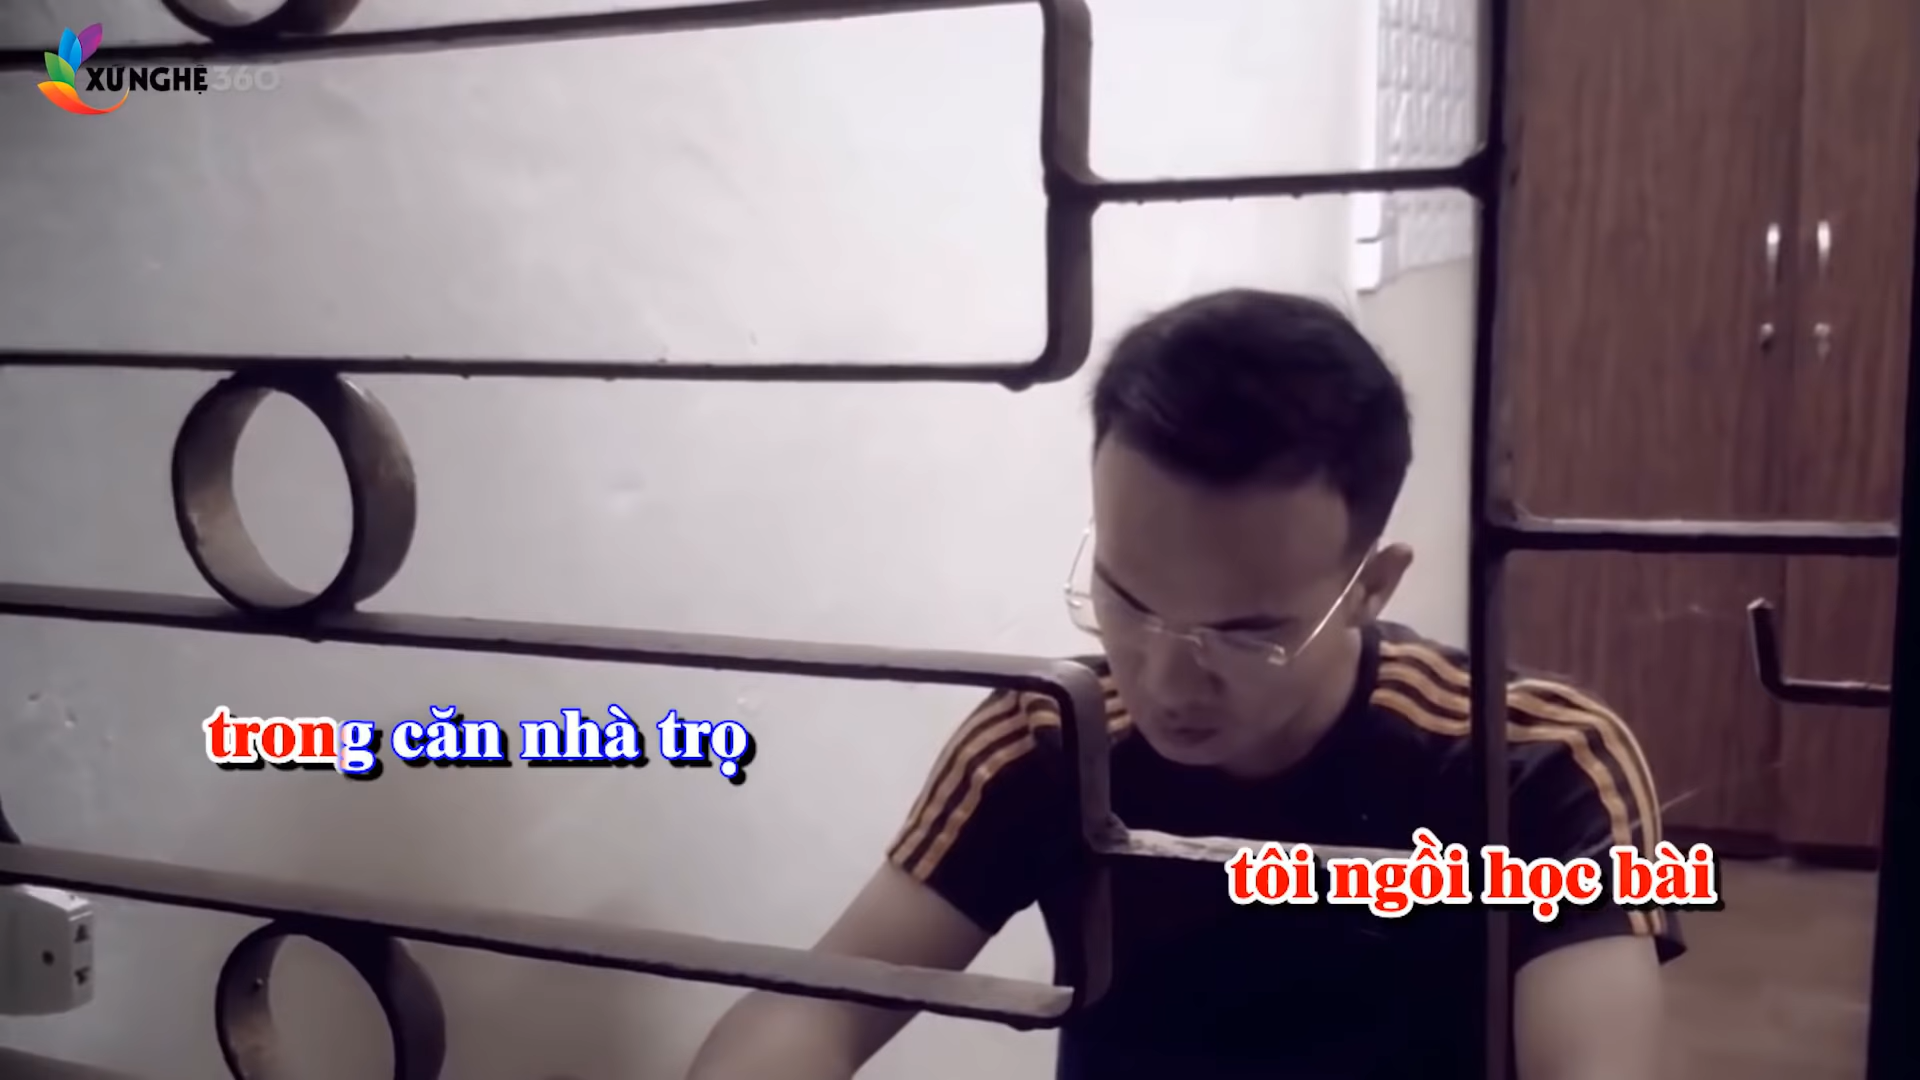 XỨ NGHỆ 360
trong căn nhà trọ
tôi ngồi học bài